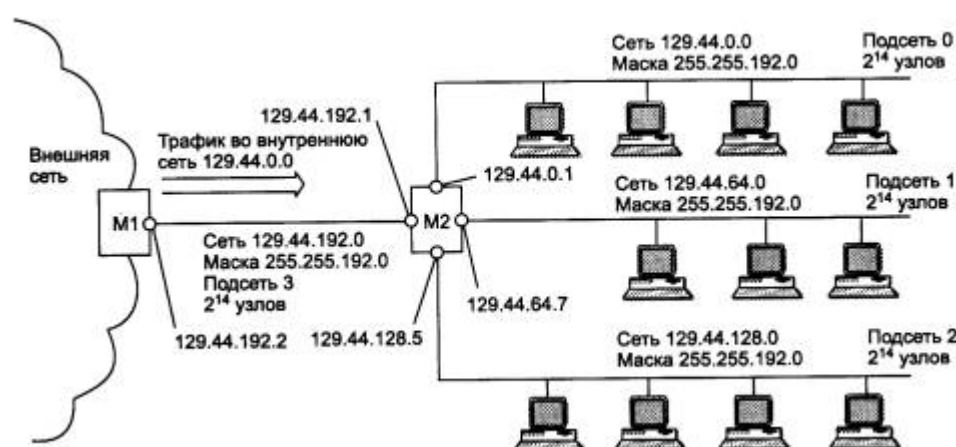 Внешняя
сеть
М1
Трафик во внутреннюю
сеть 129.44.0.0
129.44.192.1
Сеть 129.44.192.0
Маска 255.255.192.0
Подсеть 3
2¹⁴ узлов
129.44.192.2
М2
129.44.0.1
129.44.64.7
129.44.128.5
Сеть 129.44.0.0
Маска 255.255.192.0
Подсеть 0
2¹⁴ узлов
Сеть 129.44.64.0
Маска 255.255.192.0
Подсеть 1
2¹⁴ узлов
Сеть 129.44.128.0
Маска 255.255.192.0
Подсеть 2
2¹⁴ узлов